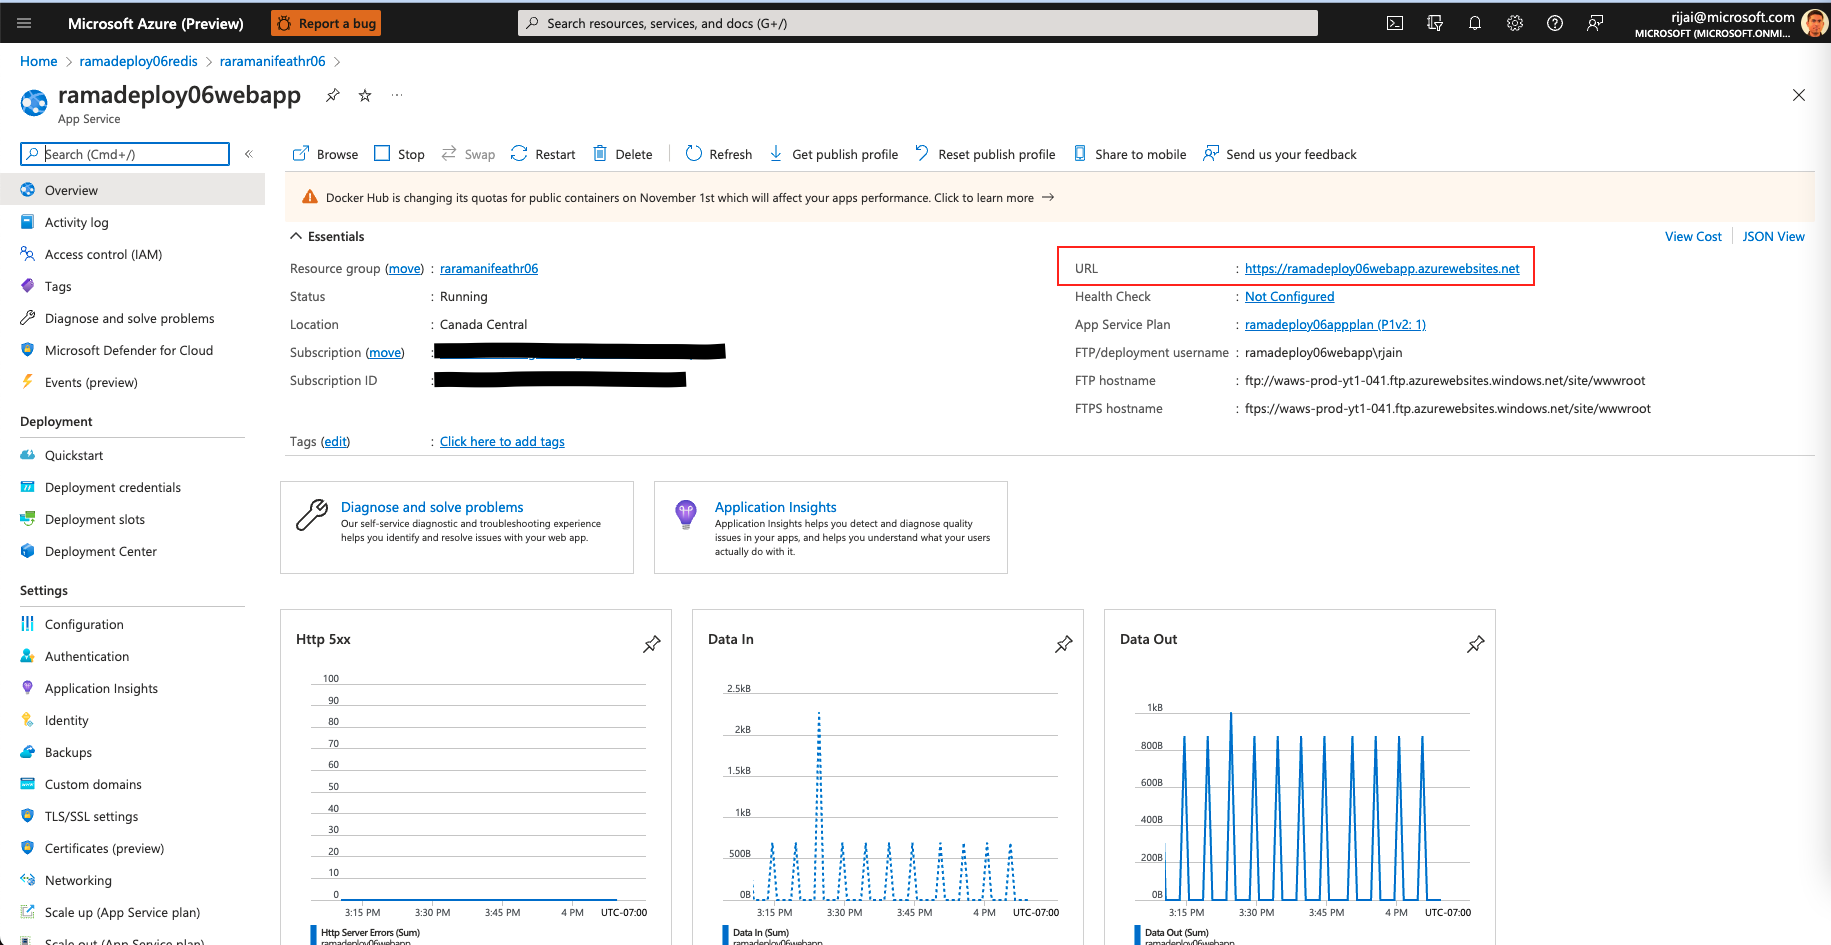 Microsoft Azure (Preview)
Report a bug
Search resources, services, and docs (G+/)
rijai@microsoft.com
MICROSOFT (MICROSOFT.ONMI...
Home > ramadeploy06redis > raramanifeathr06 >
ramadeploy06webapp
...
App Service
Search (Cmd+/)
«
Browse Stop Swap Restart Delete Refresh Get publish profile Reset publish profile Share to mobile Send us your feedback
Overview
Activity log
Access control (IAM)
Tags
Diagnose and solve problems
Microsoft Defender for Cloud
Events (preview)
Deployment
Quickstart
Deployment credentials
Deployment slots
Deployment Center
Settings
Configuration
Authentication
Application Insights
Identity
Backups
Custom domains
TLS/SSL settings
Certificates (preview)
Networking
Scale up (App Service plan)
Scale out (App Service plan)
Docker Hub is changing its quotas for public containers on November 1st which will affect your apps performance. Click to learn more →
Essentials
View Cost
JSON View
Resource group (move) : raramanifeathr06
Status : Running
Location : Canada Central
Subscription (move) :
Subscription ID :
Tags (edit) : Click here to add tags
URL : https://ramadeploy06webapp.azurewebsites.net
Health Check : Not Configured
App Service Plan : ramadeploy06appplan (P1v2: 1)
FTP/deployment username : ramadeploy06webapp\rjain
FTP hostname : ftp://waws-prod-yt1-041.ftp.azurewebsites.windows.net/site/wwwroot
FTPS hostname : ftps://waws-prod-yt1-041.ftp.azurewebsites.windows.net/site/wwwroot
Diagnose and solve problems
Our self-service diagnostic and troubleshooting experience
helps you identify and resolve issues with your web app.
Application Insights
Application Insights helps you detect and diagnose quality
issues in your apps, and helps you understand what your users
actually do with it.
Http 5xx
100
90
80
70
60
50
40
30
20
10
0
3:15 PM 3:30 PM 3:45 PM 4 PM UTC-07:00
Http Server Errors (Sum)
ramadeploy06webapp
Data In
2.5kB
2kB
1.5kB
1kB
500B
0B
3:15 PM 3:30 PM 3:45 PM 4 PM UTC-07:00
Data In (Sum)
ramadeploy06webapp
Data Out
1kB
800B
600B
400B
200B
0B
3:15 PM 3:30 PM 3:45 PM 4 PM UTC-07:00
Data Out (Sum)
ramadeploy06webapp